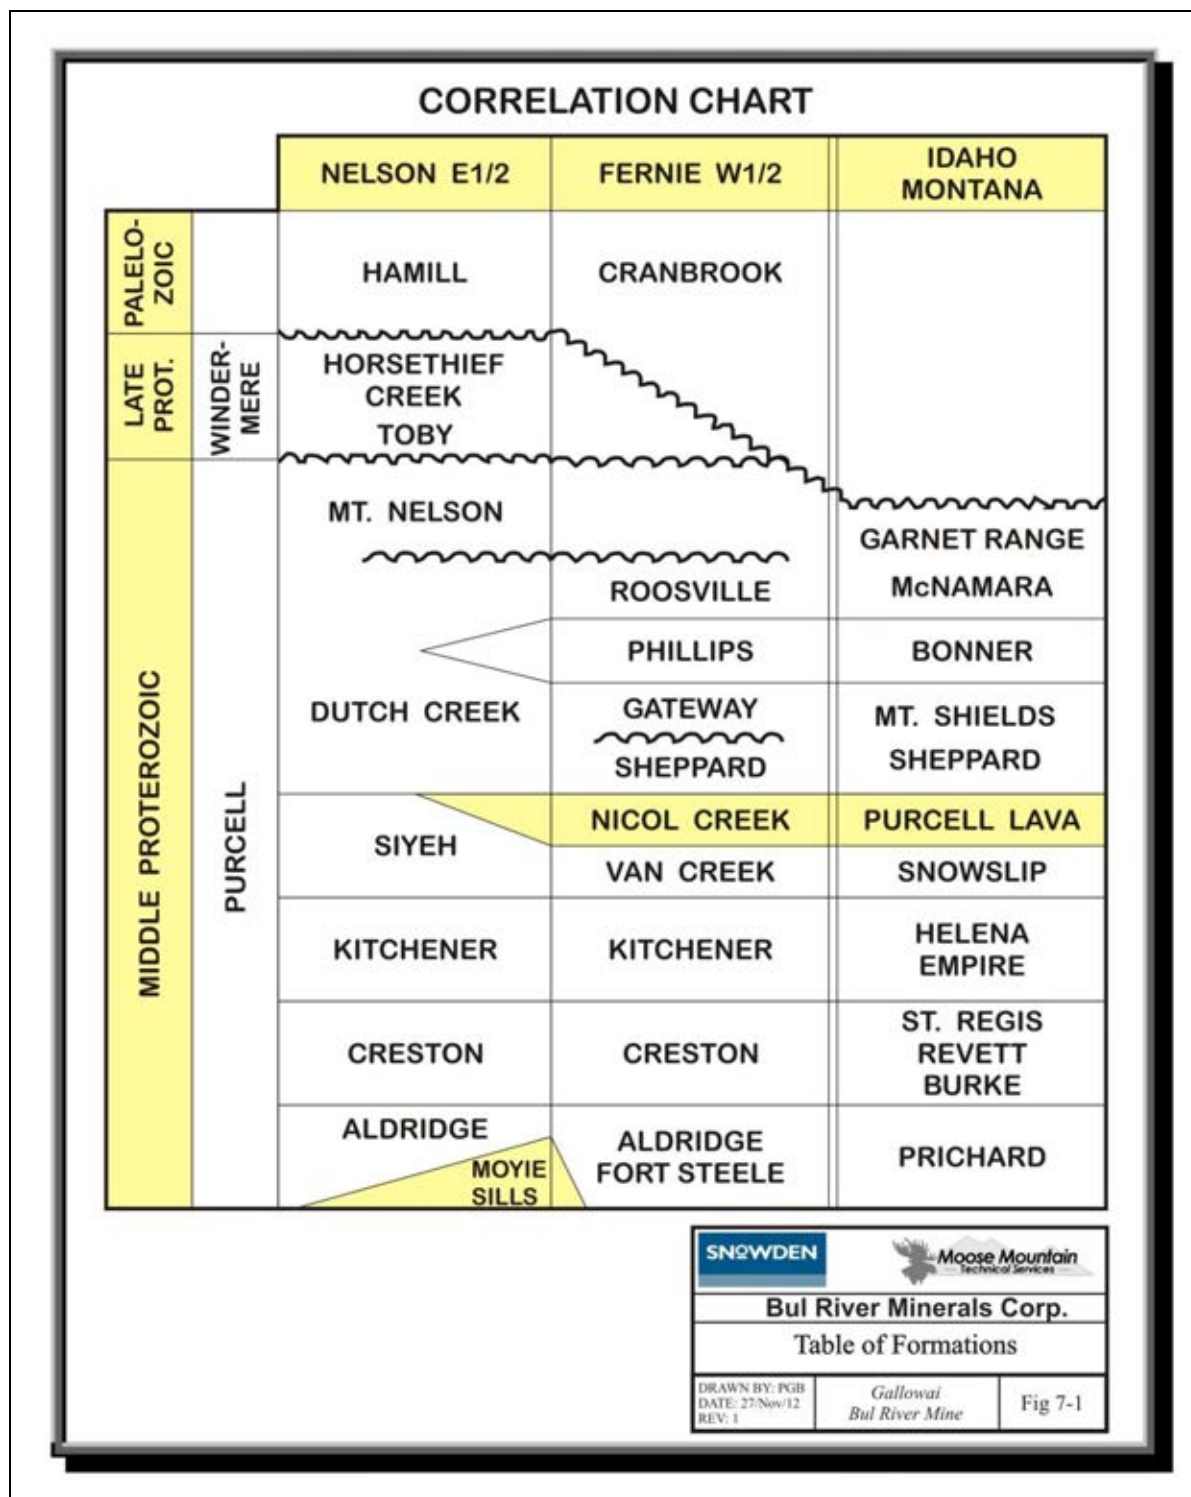 CORRELATION CHART
NELSON E1/2
FERNIE W1/2
IDAHO
MONTANA
PALELO-
ZOIC
HAMILL
CRANBROOK
LATE
PROT.
WINDER-
MERE
HORSETHIEF
CREEK
TOBY
MIDDLE PROTEROZOIC
PURCELL
MT. NELSON
GARNET RANGE
ROOSVILLE
McNAMARA
PHILLIPS
BONNER
DUTCH CREEK
GATEWAY
MT. SHIELDS
SHEPPARD
SHEPPARD
SIYEH
NICOL CREEK
PURCELL LAVA
VAN CREEK
SNOWSLIP
KITCHENER
KITCHENER
HELENA
EMPIRE
CRESTON
CRESTON
ST. REGIS
REVETT
BURKE
ALDRIDGE
MOYIE
SILLS
ALDRIDGE
FORT STEELE
PRICHARD
SNOWDEN
Moose Mountain
Technical Services
Bul River Minerals Corp.
Table of Formations
DRAWN BY: PGB
DATE: 27/Nov/12
REV: 1
Gallowai
Bul River Mine
Fig 7-1